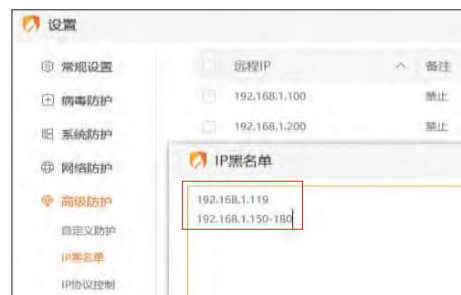 设置
常规设置
病毒防护
系统防护
网络防护
高级防护
自定义防护
IP黑名单
IP协议控制
远程IP 备注
192.168.1.100 禁止
192.168.1.200 禁止
IP黑名单
192.168.1.119
192.168.1.150-180